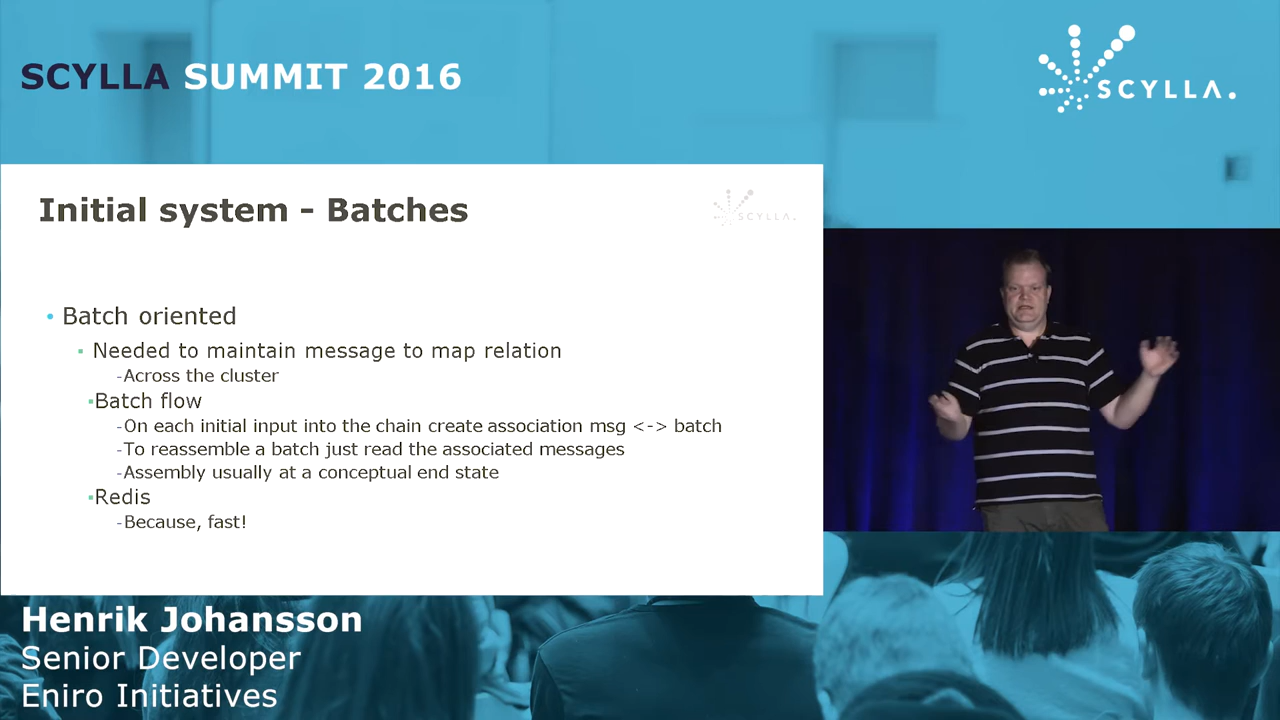 SCYLLA SUMMIT 2016
SCYLLA.
Initial system - Batches
SCYLLA.
• Batch oriented
▪ Needed to maintain message to map relation
-Across the cluster
▪Batch flow
-On each initial input into the chain create association msg <-> batch
-To reassemble a batch just read the associated messages
-Assembly usually at a conceptual end state
▪Redis
-Because, fast!
Henrik Johansson
Senior Developer
Eniro Initiatives